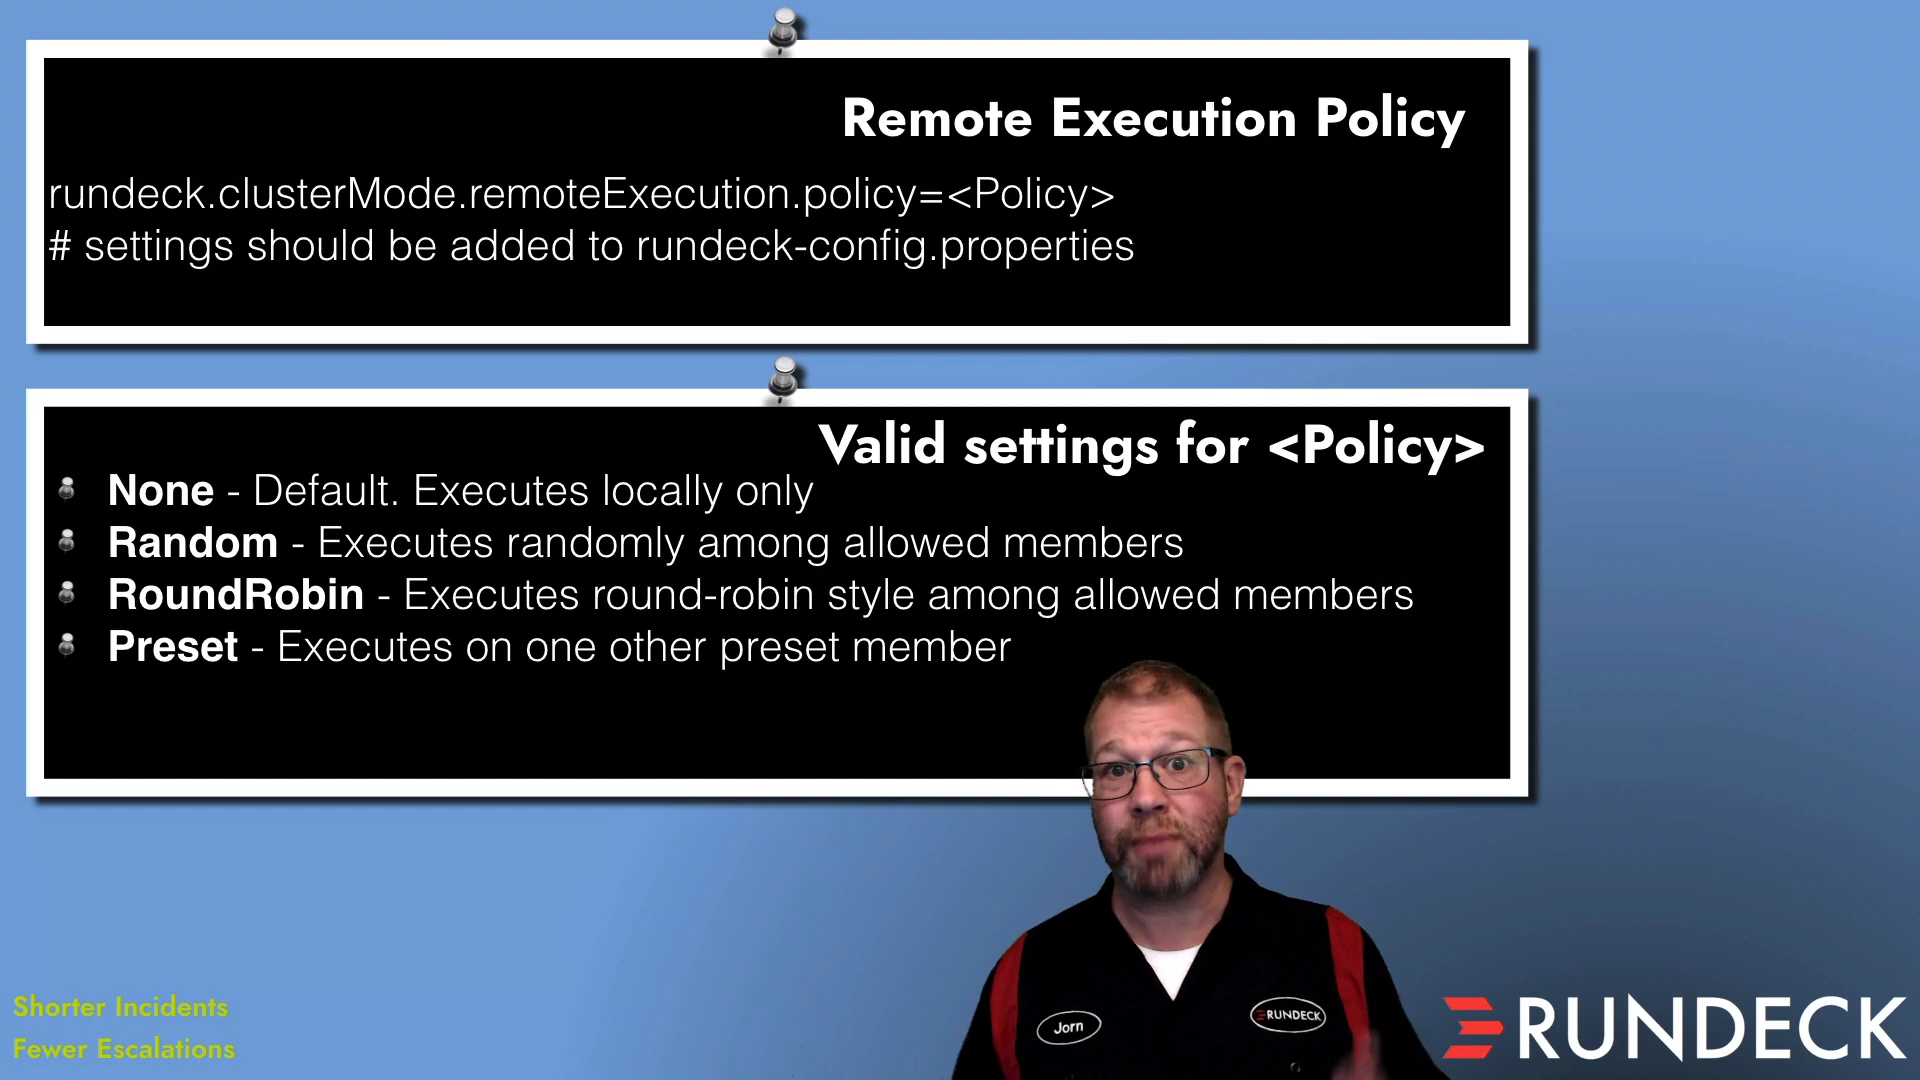 Remote Execution Policy
rundeck.clusterMode.remoteExecution.policy=<Policy>
# settings should be added to rundeck-config.properties
Valid settings for <Policy>
None - Default. Executes locally only
Random - Executes randomly among allowed members
RoundRobin - Executes round-robin style among allowed members
Preset - Executes on one other preset member
Jorn
RUNDECK
Shorter Incidents
Fewer Escalations
RUNDECK